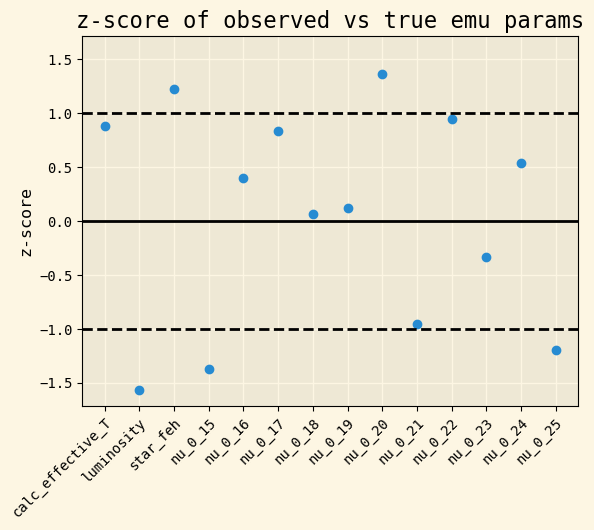 z-score of observed vs true emu params
z-score
1.5
1.0
0.5
0.0
−0.5
−1.0
−1.5
calc_effective_T
luminosity
star_feh
nu_0_15
nu_0_16
nu_0_17
nu_0_18
nu_0_19
nu_0_20
nu_0_21
nu_0_22
nu_0_23
nu_0_24
nu_0_25